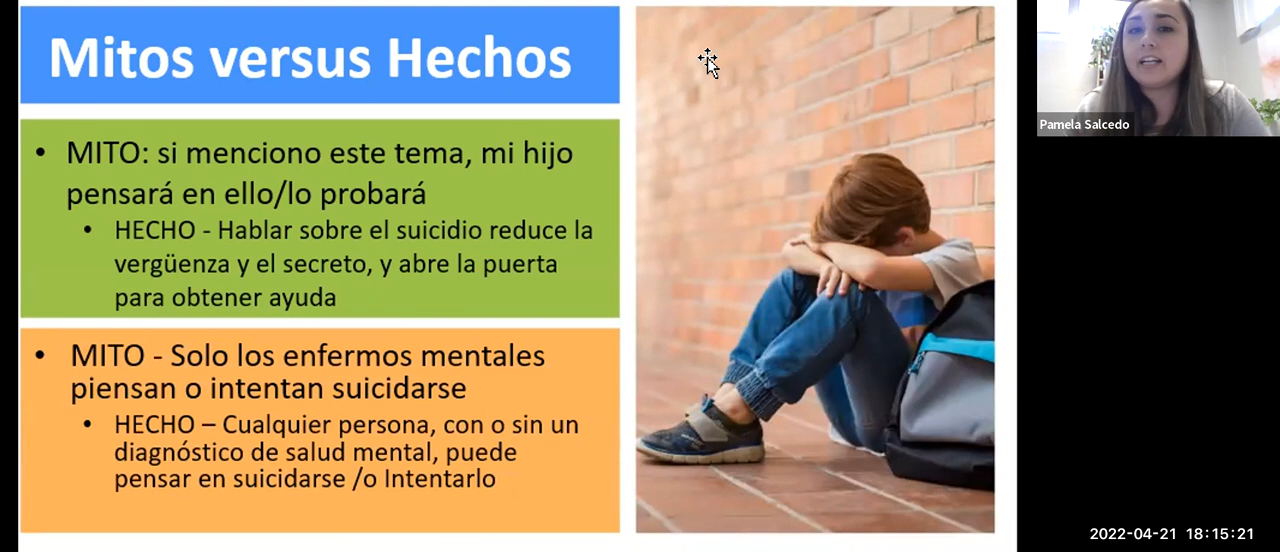 Mitos versus Hechos
• MITO: si menciono este tema, mi hijo
pensará en ello/lo probará
• HECHO - Hablar sobre el suicidio reduce la
vergüenza y el secreto, y abre la puerta
para obtener ayuda
• MITO - Solo los enfermos mentales
piensan o intentan suicidarse
• HECHO – Cualquier persona, con o sin un
diagnóstico de salud mental, puede
pensar en suicidarse /o Intentarlo
Pamela Salcedo
2022-04-21 18:15:21